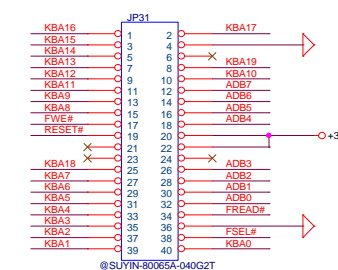 JP31
KBA16 1 2 KBA17
KBA15 3 4
KBA14 5 6
KBA13 7 8 KBA19
KBA12 9 10 KBA10
KBA11 11 12 ADB7
KBA9 13 14 ADB6
KBA8 15 16 ADB5
FWE# 17 18 ADB4
RESET# 19 20 +3
21 22
23 24
KBA18 25 26 ADB3
KBA7 27 28 ADB2
KBA6 29 30 ADB1
KBA5 31 32 ADB0
KBA4 33 34 FREAD#
KBA3 35 36
KBA2 37 38 FSEL#
KBA1 39 40 KBA0
@SUYIN-80065A-040G2T